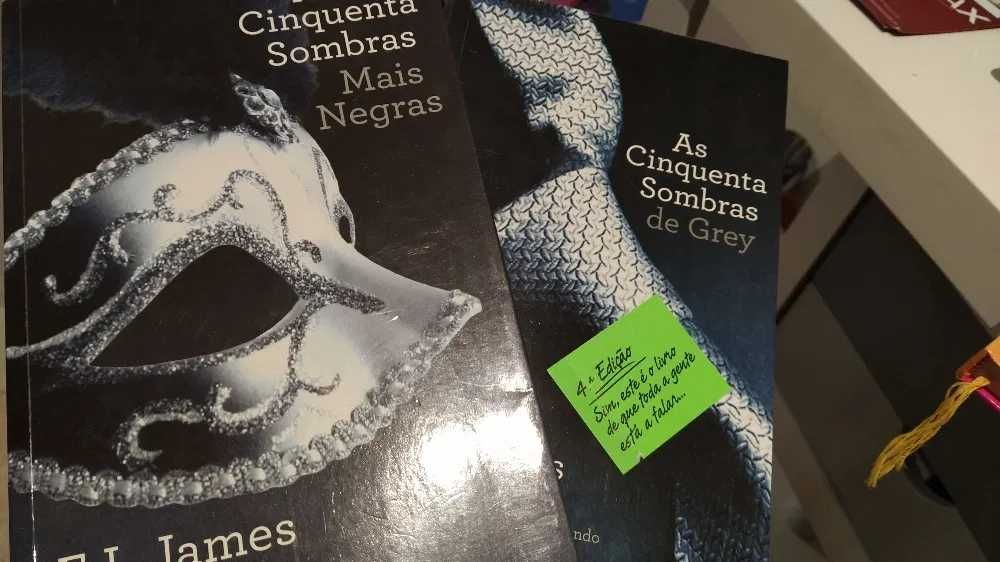 Cinquenta
Sombras
Mais
Negras
E L James
As
Cinquenta
Sombras
de Grey
4.ª Edição
Sim, este é o livro
de que toda a gente
está a falar...